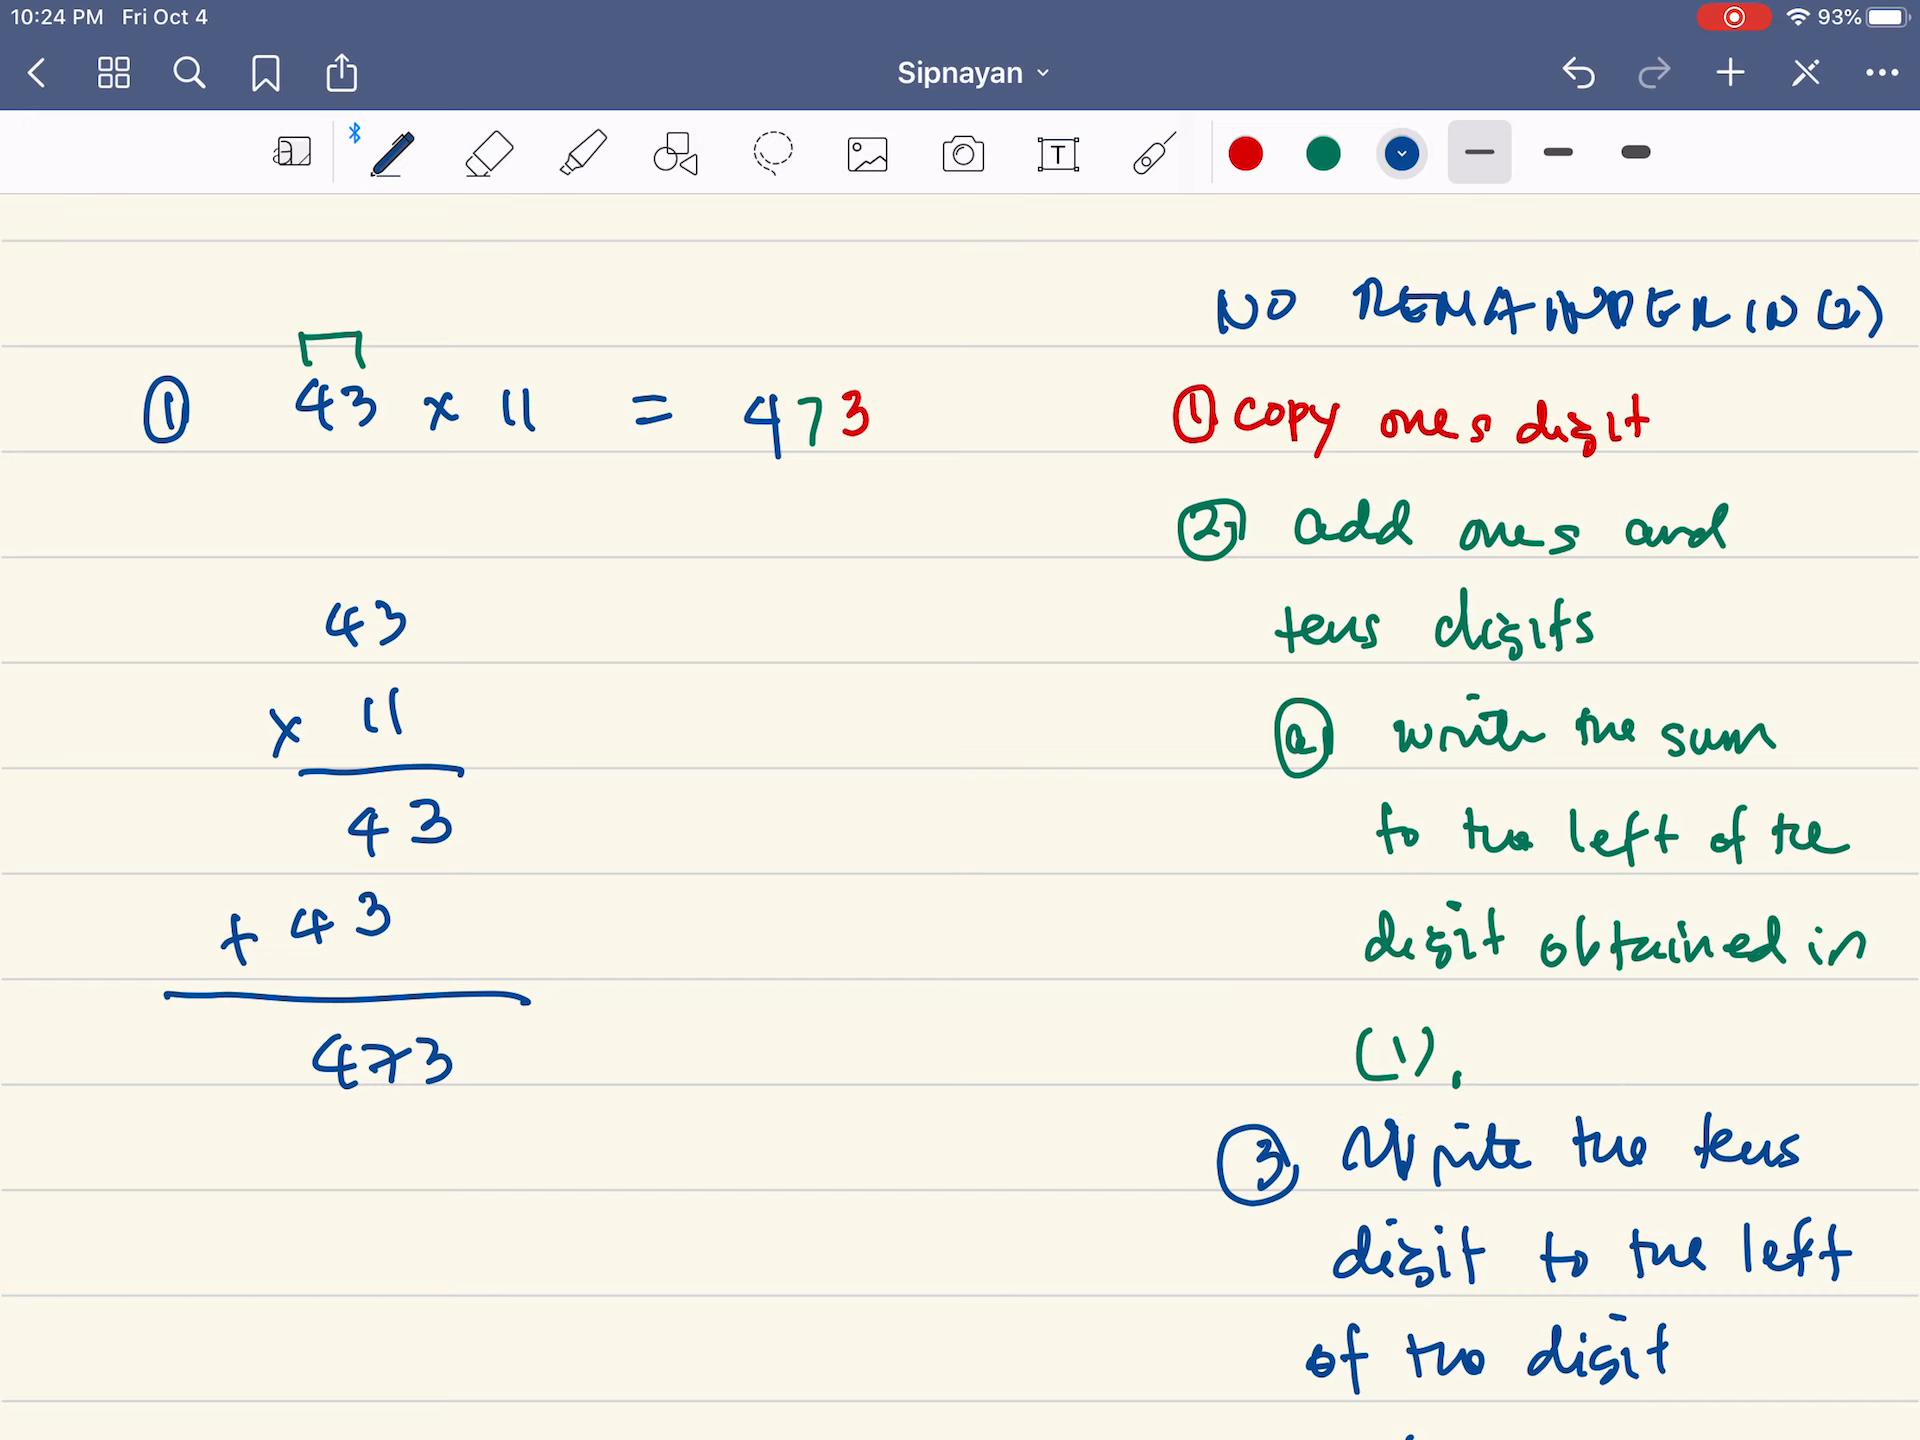 10:24 PM Fri Oct 4
93%
Sipnayan
T
① 43 x 11 = 473
43
x 11
43
+ 43
473
NO REMAINDER IN (2)
① copy ones digit
② add ones and
tens digits
ⓐ write the sum
to the left of the
digit obtained in
(1).
③ Write the tens
digit to the left
of the digit